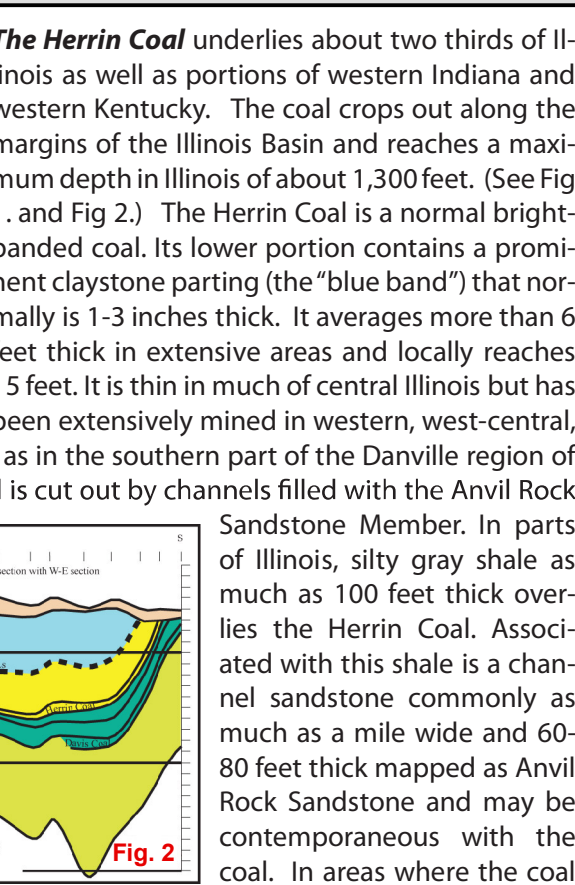 The Herrin Coal underlies about two thirds of Il-
inois as well as portions of western Indiana and
western Kentucky. The coal crops out along the
margins of the Illinois Basin and reaches a maxi-
mum depth in Illinois of about 1,300 feet. (See Fig
. and Fig 2.) The Herrin Coal is a normal bright-
banded coal. Its lower portion contains a promi-
nent claystone parting (the "blue band") that nor-
mally is 1-3 inches thick. It averages more than 6
feet thick in extensive areas and locally reaches
5 feet. It is thin in much of central Illinois but has
been extensively mined in western, west-central,
as in the southern part of the Danville region of
is cut out by channels filled with the Anvil Rock
Sandstone Member. In parts
of Illinois, silty gray shale as
much as 100 feet thick over-
lies the Herrin Coal. Associ-
ated with this shale is a chan-
nel sandstone commonly as
much as a mile wide and 60-
80 feet thick mapped as Anvil
Rock Sandstone and may be
contemporaneous with the
coal. In areas where the coal
S
section with W-E section
Herrin Coal
Davis Coal
Fig. 2